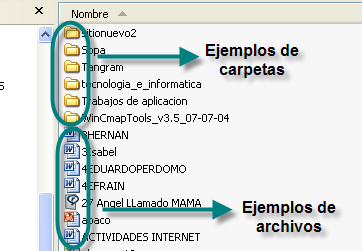 Nombre
sitionuevo2
Sopa
Tangram
tecnologia_e_informatica
Trabajos de aplicacion
WinCmapTools_v3.5_07-07-04
3HERNAN
3Isabel
4EDUARDOPERDOMO
4EFRAIN
27 Angel LLamado MAMA
abaco
ACTIVIDADES INTERNET
Ejemplos de
carpetas
Ejemplos de
archivos